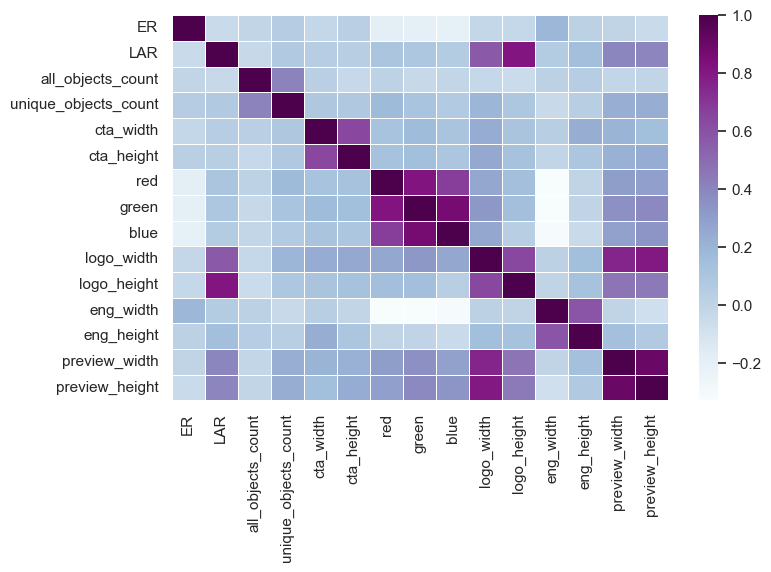 ER
LAR
all_objects_count
unique_objects_count
cta_width
cta_height
red
green
blue
logo_width
logo_height
eng_width
eng_height
preview_width
preview_height
ER
LAR
all_objects_count
unique_objects_count
cta_width
cta_height
red
green
blue
logo_width
logo_height
eng_width
eng_height
preview_width
preview_height
1.0
0.8
0.6
0.4
0.2
0.0
−0.2